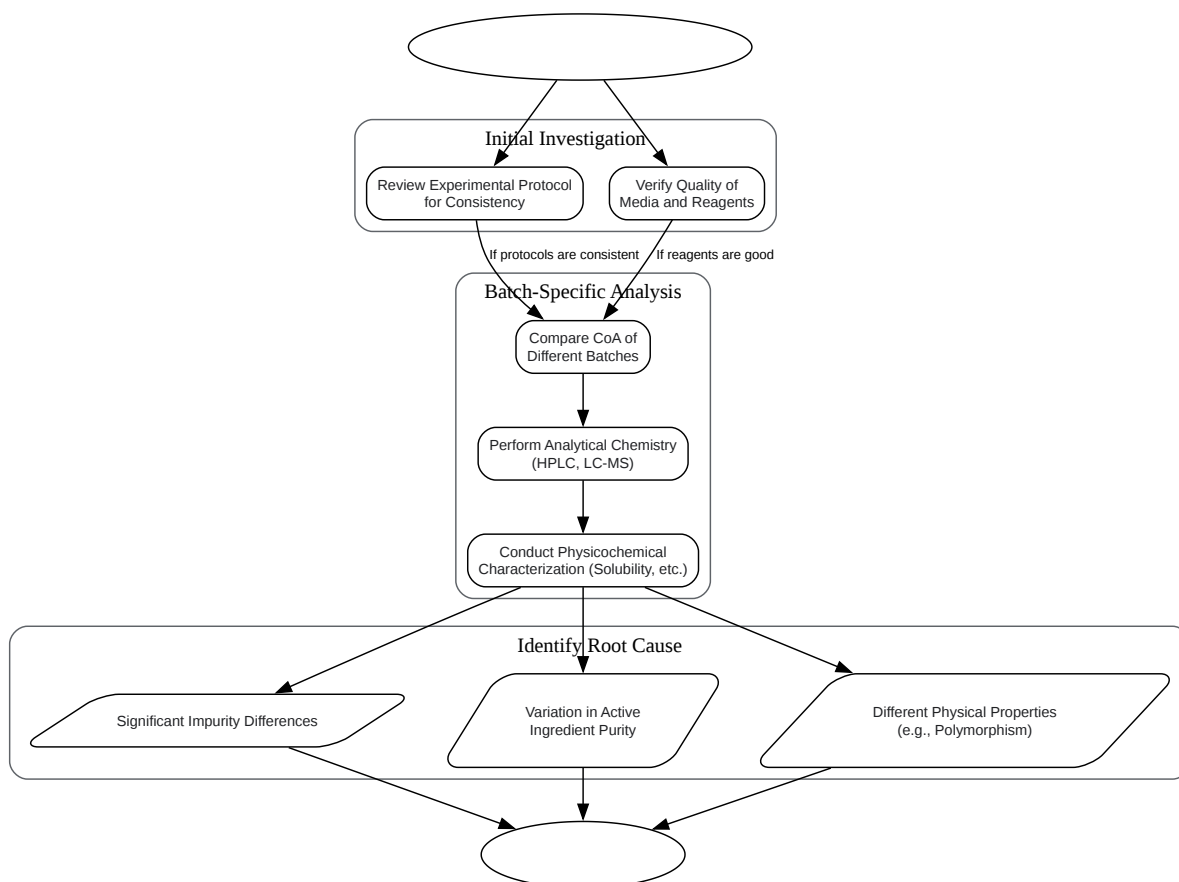 Initial Investigation
Review Experimental Protocol
for Consistency
Verify Quality of
Media and Reagents
If protocols are consistent
If reagents are good
Batch-Specific Analysis
Compare CoA of
Different Batches
Perform Analytical Chemistry
(HPLC, LC-MS)
Conduct Physicochemical
Characterization (Solubility, etc.)
Identify Root Cause
Significant Impurity Differences
Variation in Active
Ingredient Purity
Different Physical Properties
(e.g., Polymorphism)